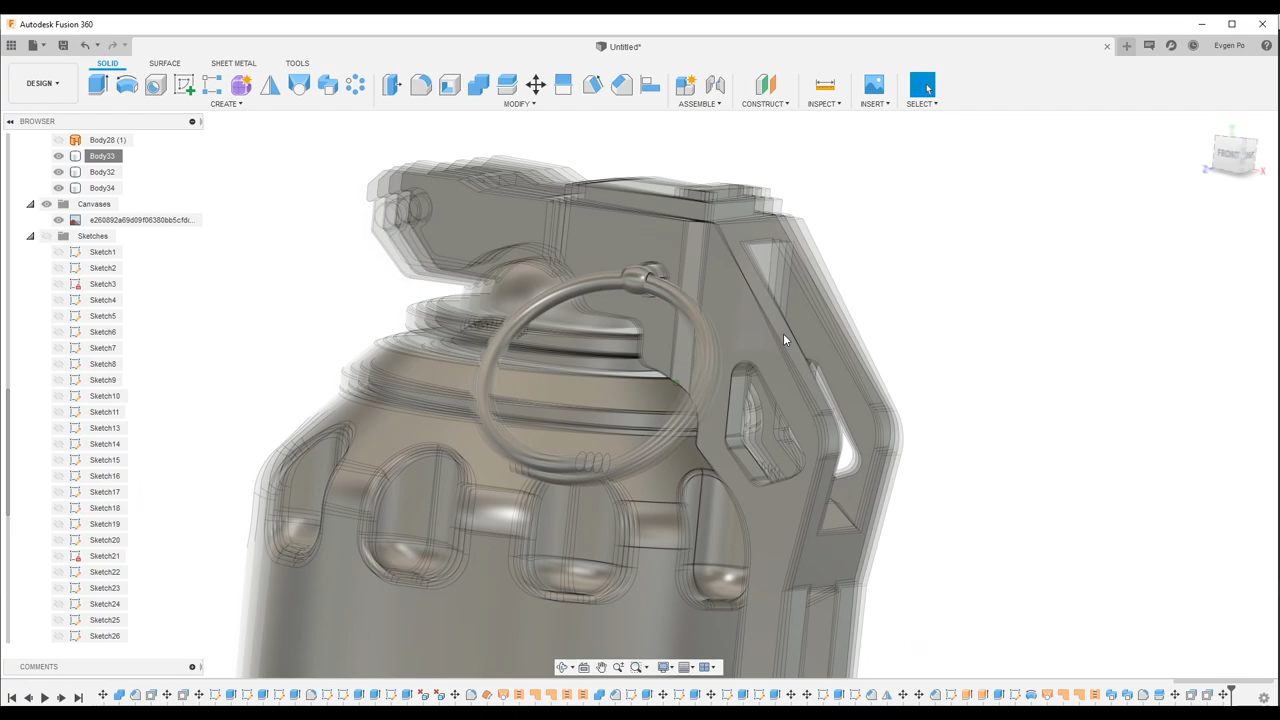 Autodesk Fusion 360
Untitled*
Evgen Po
DESIGN
SOLID
SURFACE
SHEET METAL
TOOLS
CREATE
MODIFY
ASSEMBLE
CONSTRUCT
INSPECT
INSERT
SELECT
BROWSER
Body28 (1)
Body33
Body32
Body34
Canvases
e260892a69d09f06380bb5cfd...
Sketches
Sketch1
Sketch2
Sketch3
Sketch4
Sketch5
Sketch6
Sketch7
Sketch8
Sketch9
Sketch10
Sketch11
Sketch13
Sketch14
Sketch15
Sketch16
Sketch17
Sketch18
Sketch19
Sketch20
Sketch21
Sketch22
Sketch23
Sketch24
Sketch25
Sketch26
COMMENTS
FRONT
Z
X